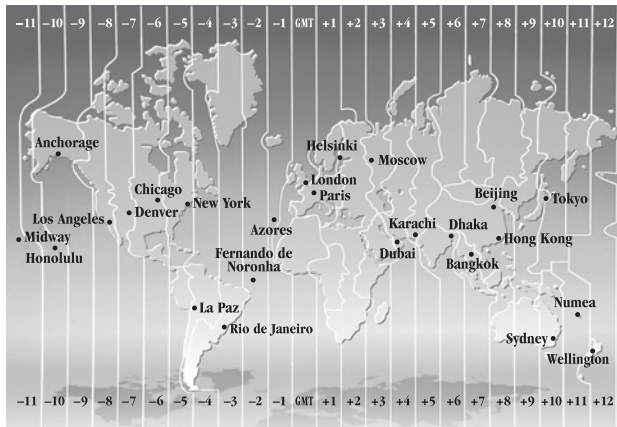 −11 −10 −9 −8 −7 −6 −5 −4 −3 −2 −1 GMT +1 +2 +3 +4 +5 +6 +7 +8 +9 +10 +11 +12
Anchorage
Helsinki
Moscow
London
Paris
Chicago
New York
Denver
Los Angeles
Beijing
Tokyo
Azores
Karachi
Dhaka
Midway
Honolulu
Hong Kong
Dubai
Bangkok
Fernando de
Noronha
La Paz
Numea
Rio de Janeiro
Sydney
Wellington
−11 −10 −9 −8 −7 −6 −5 −4 −3 −2 −1 GMT +1 +2 +3 +4 +5 +6 +7 +8 +9 +10 +11 +12